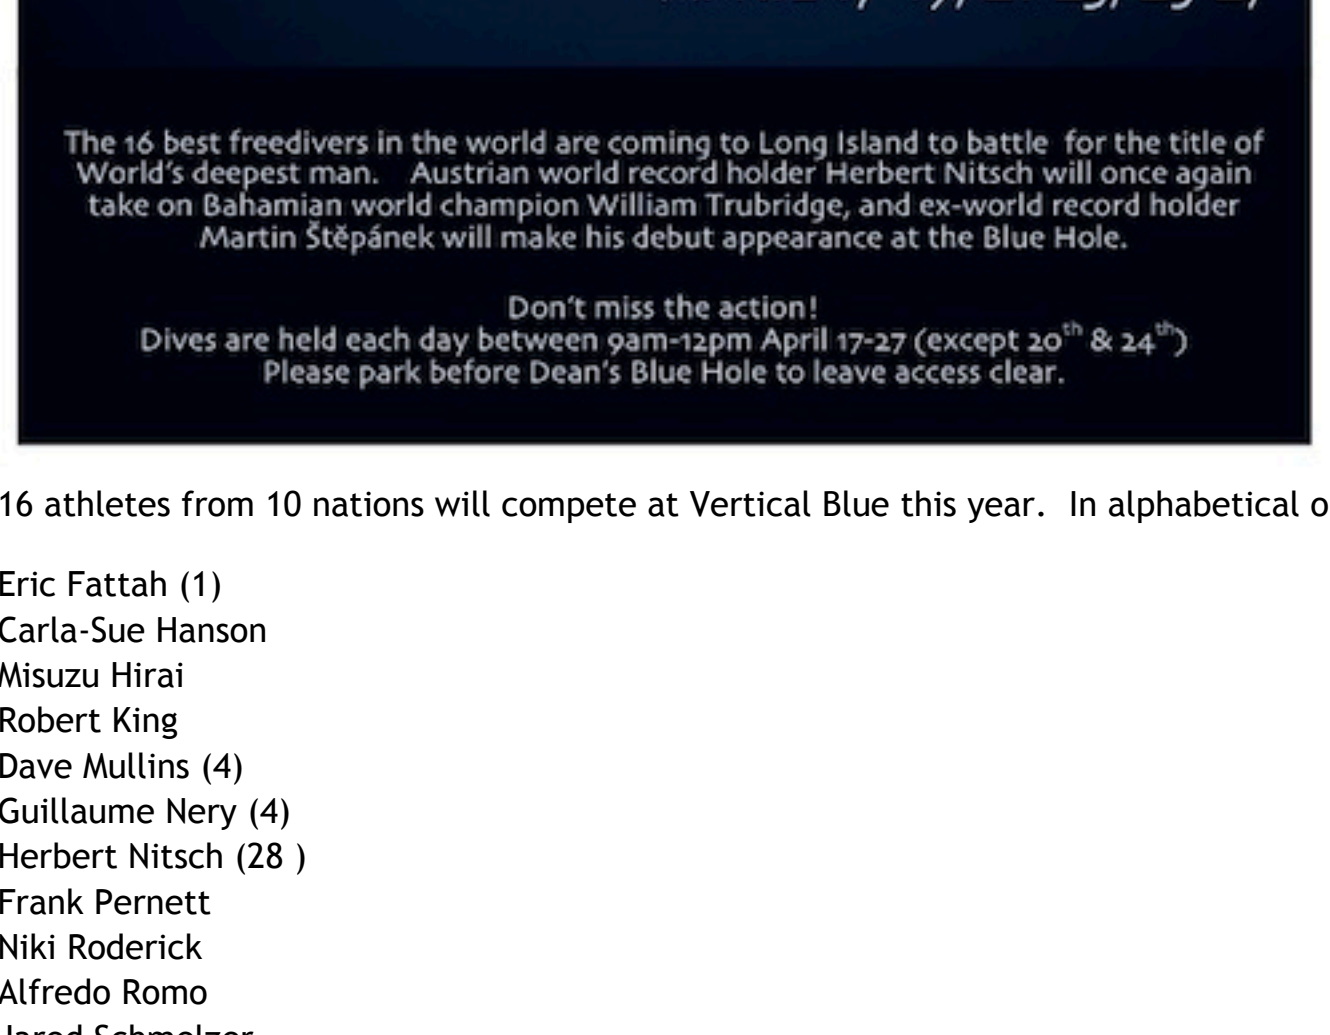 The 16 best freedivers in the world are coming to Long Island to battle for the title of
World's deepest man. Austrian world record holder Herbert Nitsch will once again
take on Bahamian world champion William Trubridge, and ex-world record holder
Martin Štěpánek will make his debut appearance at the Blue Hole.
Don't miss the action!
Dives are held each day between 9am-12pm April 17-27 (except 20th & 24th)
Please park before Dean's Blue Hole to leave access clear.
16 athletes from 10 nations will compete at Vertical Blue this year. In alphabetical o
Eric Fattah (1)
Carla-Sue Hanson
Misuzu Hirai
Robert King
Dave Mullins (4)
Guillaume Nery (4)
Herbert Nitsch (28 )
Frank Pernett
Niki Roderick
Alfredo Romo
Jared Schmelzer